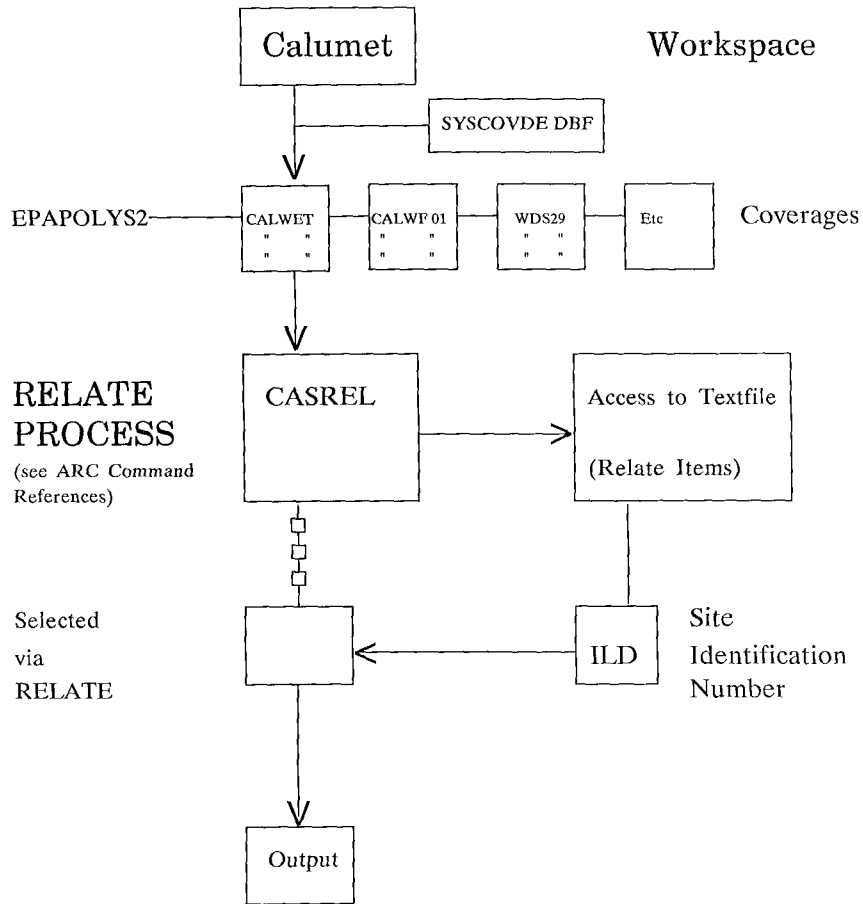 Calumet
Workspace
SYSCOVDE DBF
EPAPOLYS2
CALWET
" "
" "
CALWF 01
" "
" "
WDS29
" "
" "
Etc
Coverages
RELATE
PROCESS
(see ARC Command
References)
CASREL
Access to Textfile
(Relate Items)
Selected
via
RELATE
ILD
Site
Identification
Number
Output